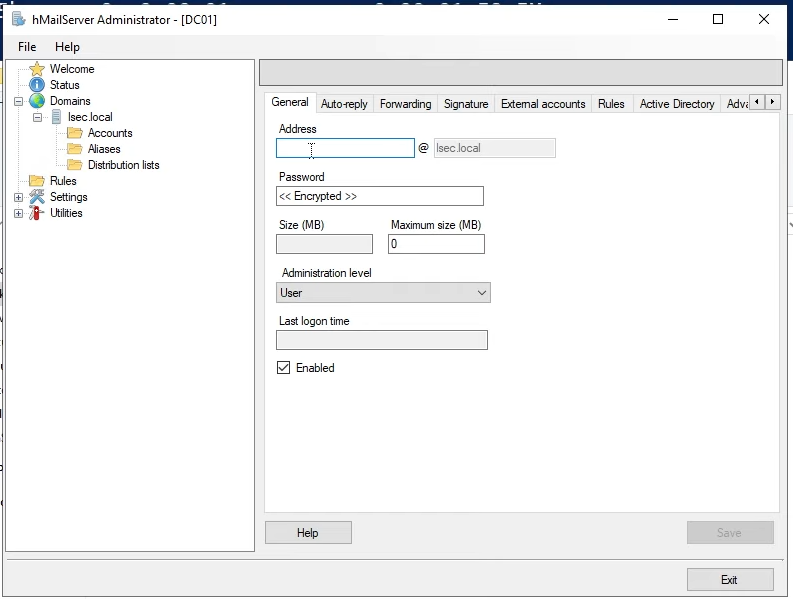 hMailServer Administrator - [DC01]
File Help
Welcome
Status
Domains
lsec.local
Accounts
Aliases
Distribution lists
Rules
Settings
Utilities
General Auto-reply Forwarding Signature External accounts Rules Active Directory
Address
@ lsec.local
Password
<< Encrypted >>
Size (MB) Maximum size (MB)
0
Administration level
User
Last logon time
Enabled
Help Save
Exit